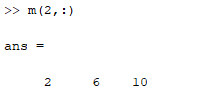 >> m(2,:)
ans =
2 6 10